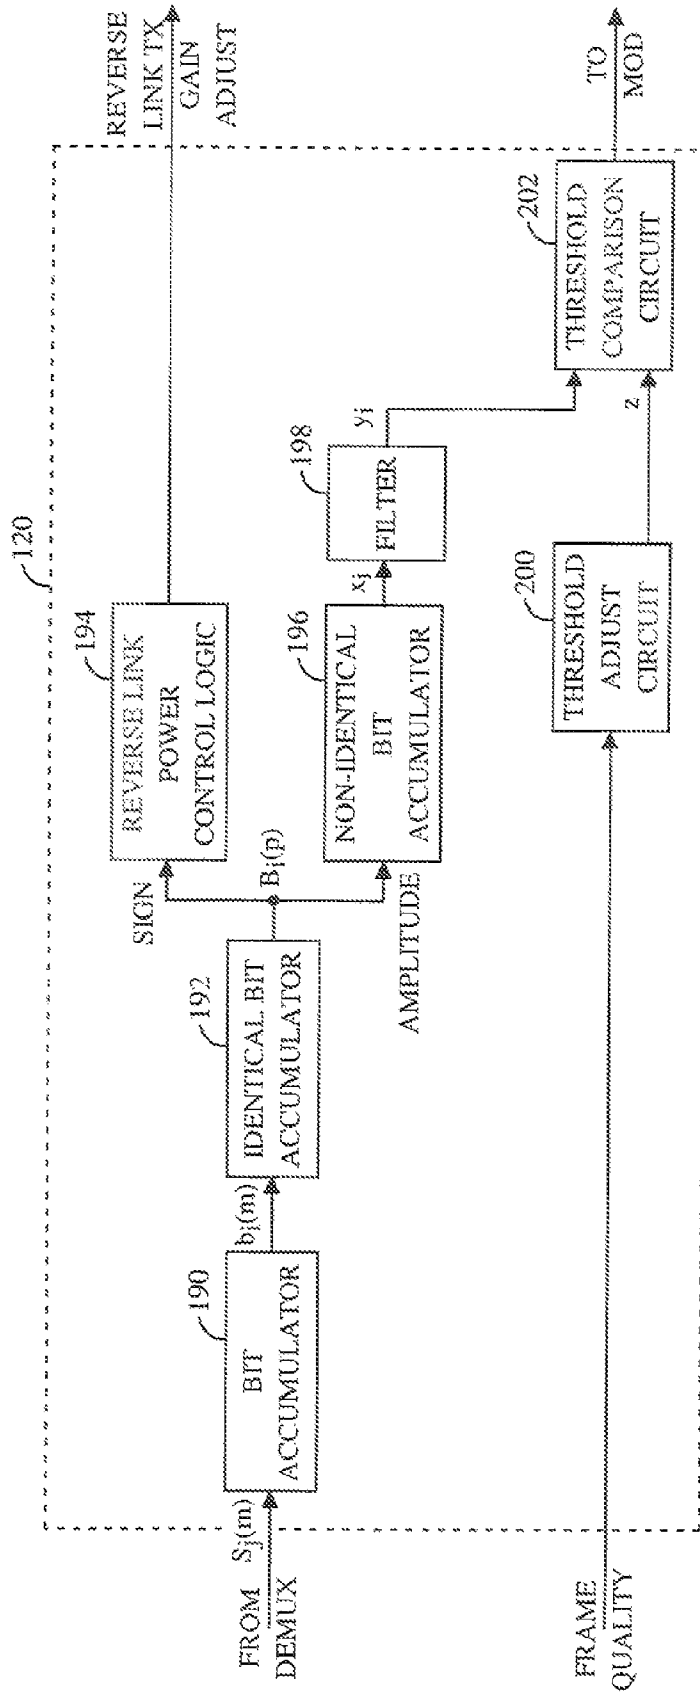 REVERSE
LINK TX
GAIN
ADJUST
120
194
REVERSE LINK
POWER
CONTROL LOGIC
SIGN
FROM
DEMUX
Sj(m)
190
BIT
ACCUMULATOR
bi(m)
192
IDENTICAL BIT
ACCUMULATOR
Bi(p)
AMPLITUDE
196
NON-IDENTICAL
BIT
ACCUMULATOR
xi
198
FILTER
yi
FRAME
QUALITY
200
THRESHOLD
ADJUST
CIRCUIT
z
202
THRESHOLD
COMPARISON
CIRCUIT
TO
MOD